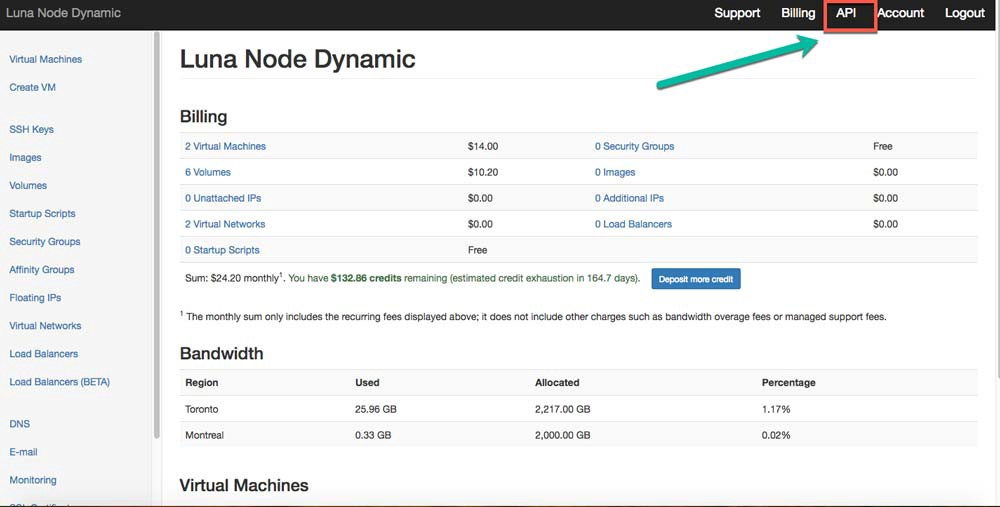 Luna Node Dynamic Support Billing API Account Logout
Virtual Machines
Create VM
SSH Keys
Images
Volumes
Startup Scripts
Security Groups
Affinity Groups
Floating IPs
Virtual Networks
Load Balancers
Load Balancers (BETA)
DNS
E-mail
Monitoring
Luna Node Dynamic
Billing
2 Virtual Machines $14.00 0 Security Groups Free
6 Volumes $10.20 0 Images $0.00
0 Unattached IPs $0.00 0 Additional IPs $0.00
2 Virtual Networks $0.00 0 Load Balancers $0.00
0 Startup Scripts Free
Sum: $24.20 monthly¹. You have $132.86 credits remaining (estimated credit exhaustion in 164.7 days). Deposit more credit
¹ The monthly sum only includes the recurring fees displayed above; it does not include other charges such as bandwidth overage fees or managed support fees.
Bandwidth
Region Used Allocated Percentage
Toronto 25.96 GB 2,217.00 GB 1.17%
Montreal 0.33 GB 2,000.00 GB 0.02%
Virtual Machines